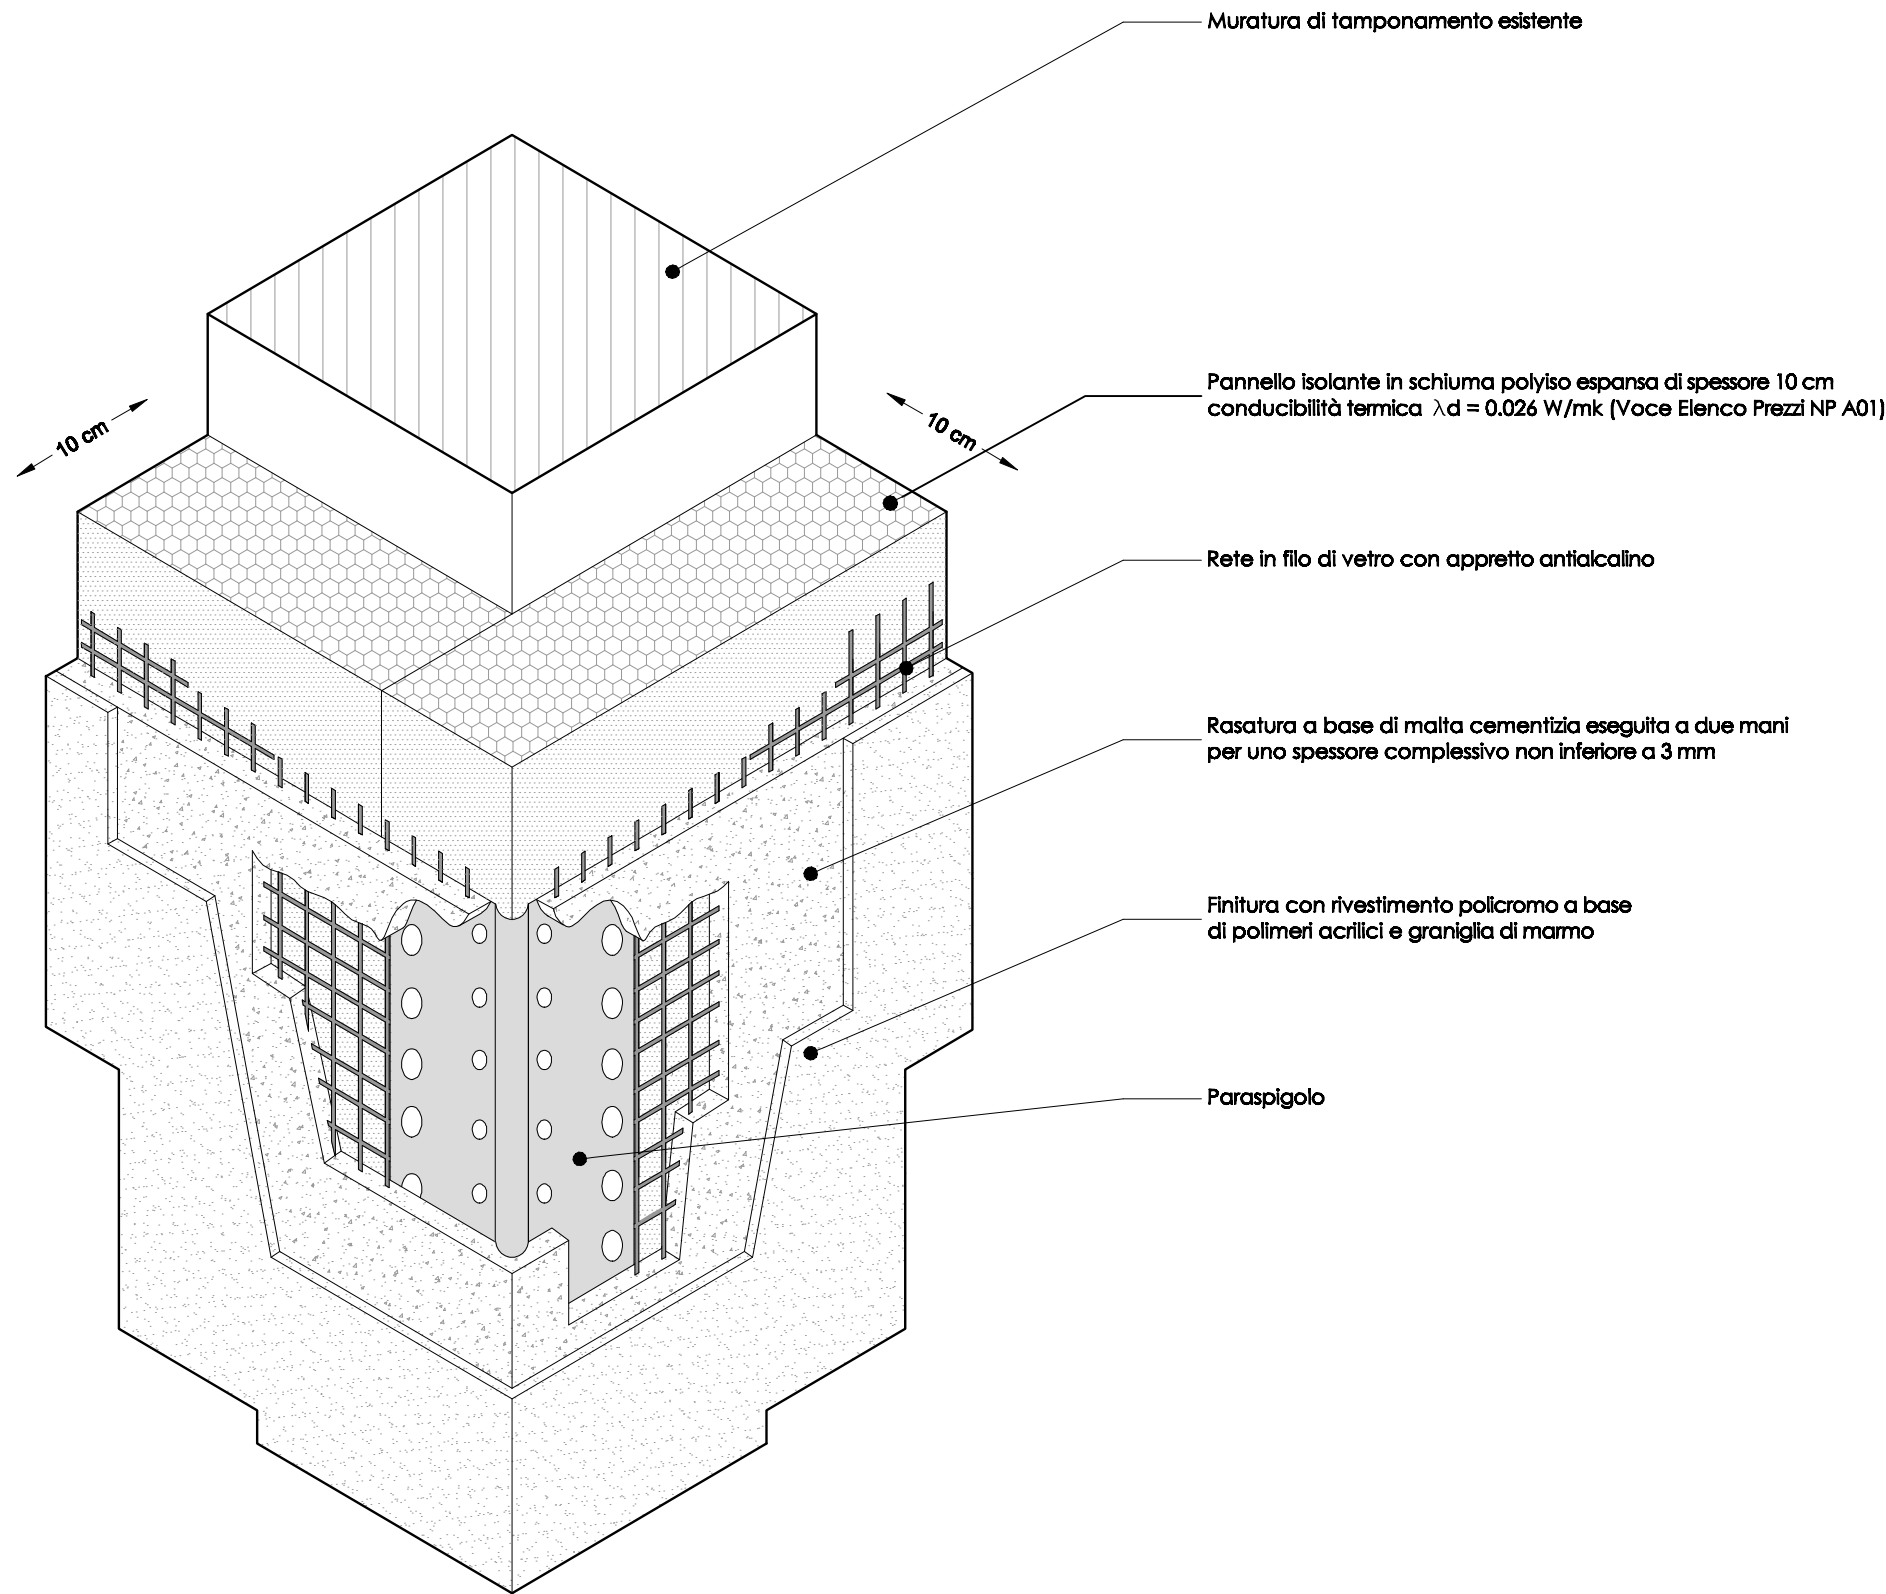 Muratura di tamponamento esistente
Pannello isolante in schiuma polyiso espansa di spessore 10 cm
conducibilità termica λd = 0.026 W/mk (Voce Elenco Prezzi NP A01)
10 cm
10 cm
Rete in filo di vetro con appretto antialcalino
Rasatura a base di malta cementizia eseguita a due mani
per uno spessore complessivo non inferiore a 3 mm
Finitura con rivestimento policromo a base
di polimeri acrilici e graniglia di marmo
Paraspigolo